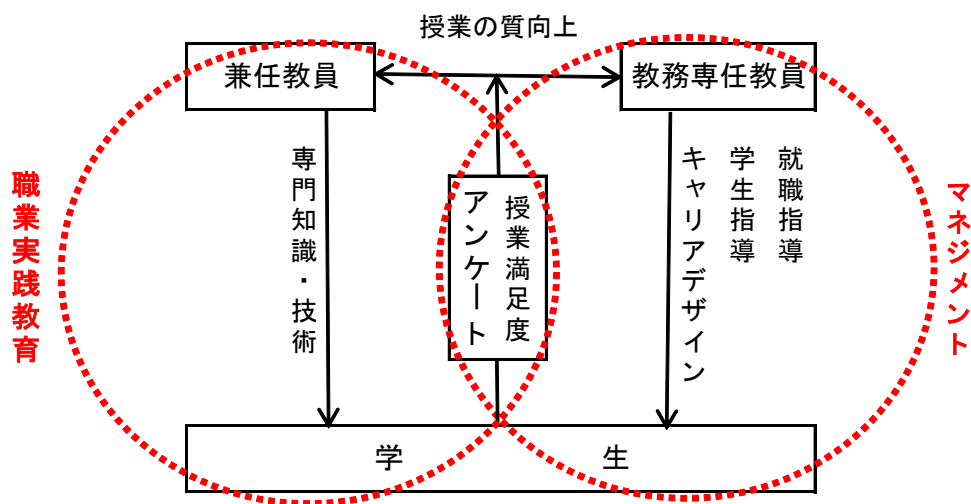 授業の質向上
兼任教員
教務専任教員
職業実践教育
専門知識・技術
授業満足度
アンケート
就職指導
学生指導
キャリアデザイン
マネジメント
学生